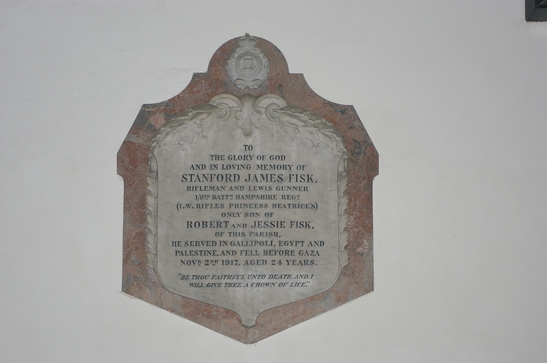 TO
THE GLORY OF GOD
AND IN LOVING MEMORY OF
STANFORD JAMES FISK,
RIFLEMAN AND LEWIS GUNNER
1/8TH BATTN HAMPSHIRE REGT
(I.W. RIFLES PRINCESS BEATRICE'S)
ONLY SON OF
ROBERT AND JESSIE FISK,
OF THIS PARISH,
HE SERVED IN GALLIPOLI, EGYPT AND
PALESTINE, AND FELL BEFORE GAZA
NOVR 2ND 1917, AGED 24 YEARS.
"BE THOU FAITHFUL UNTO DEATH, AND I
WILL GIVE THEE A CROWN OF LIFE."